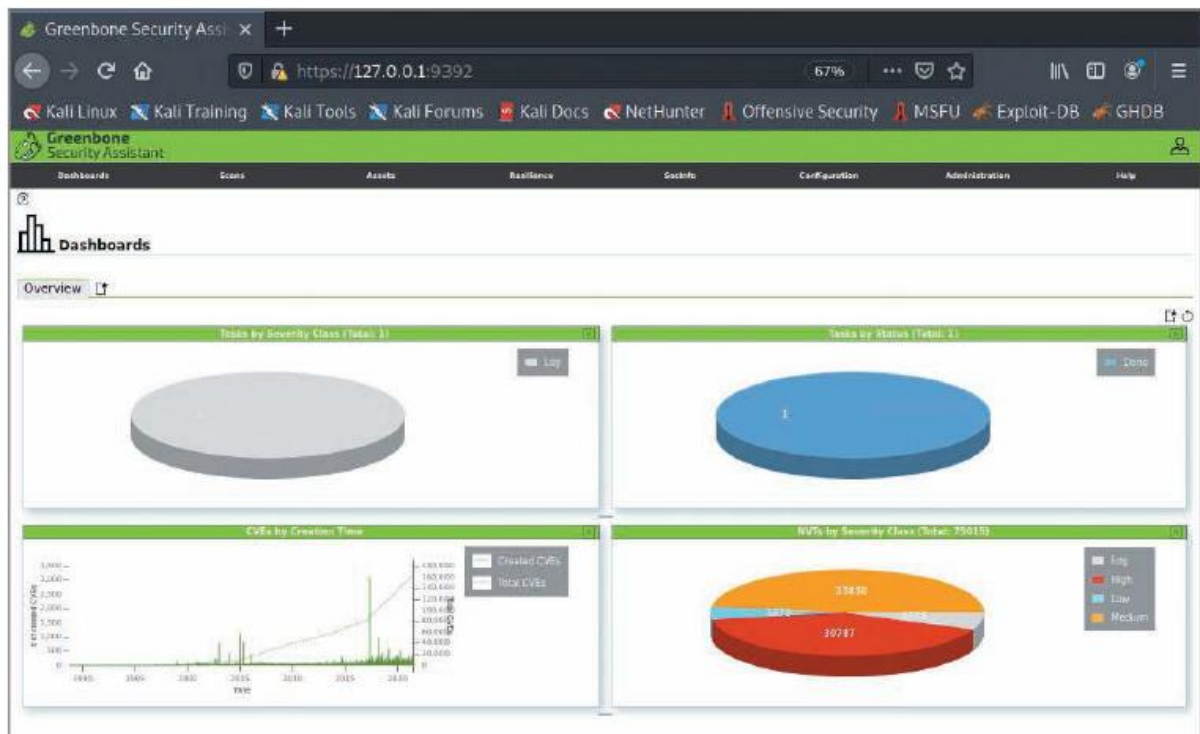 Greenbone Security Assi
https://127.0.0.1:9392
67%
Kali Linux Kali Training Kali Tools Kali Forums Kali Docs NetHunter Offensive Security MSFU Exploit-DB GHDB
Greenbone
Security Assistant
Dashboards Scans Assets Resilience SecInfo Configuration Administration Help
Dashboards
Overview
Tasks by Severity Class (Total: 1)
Log
Tasks by Status (Total: 1)
Done
1
CVEs by Creation Time
Created CVEs
Total CVEs
Time
NVTs by Severity Class (Total: 75015)
Log
High
Low
Medium
30787